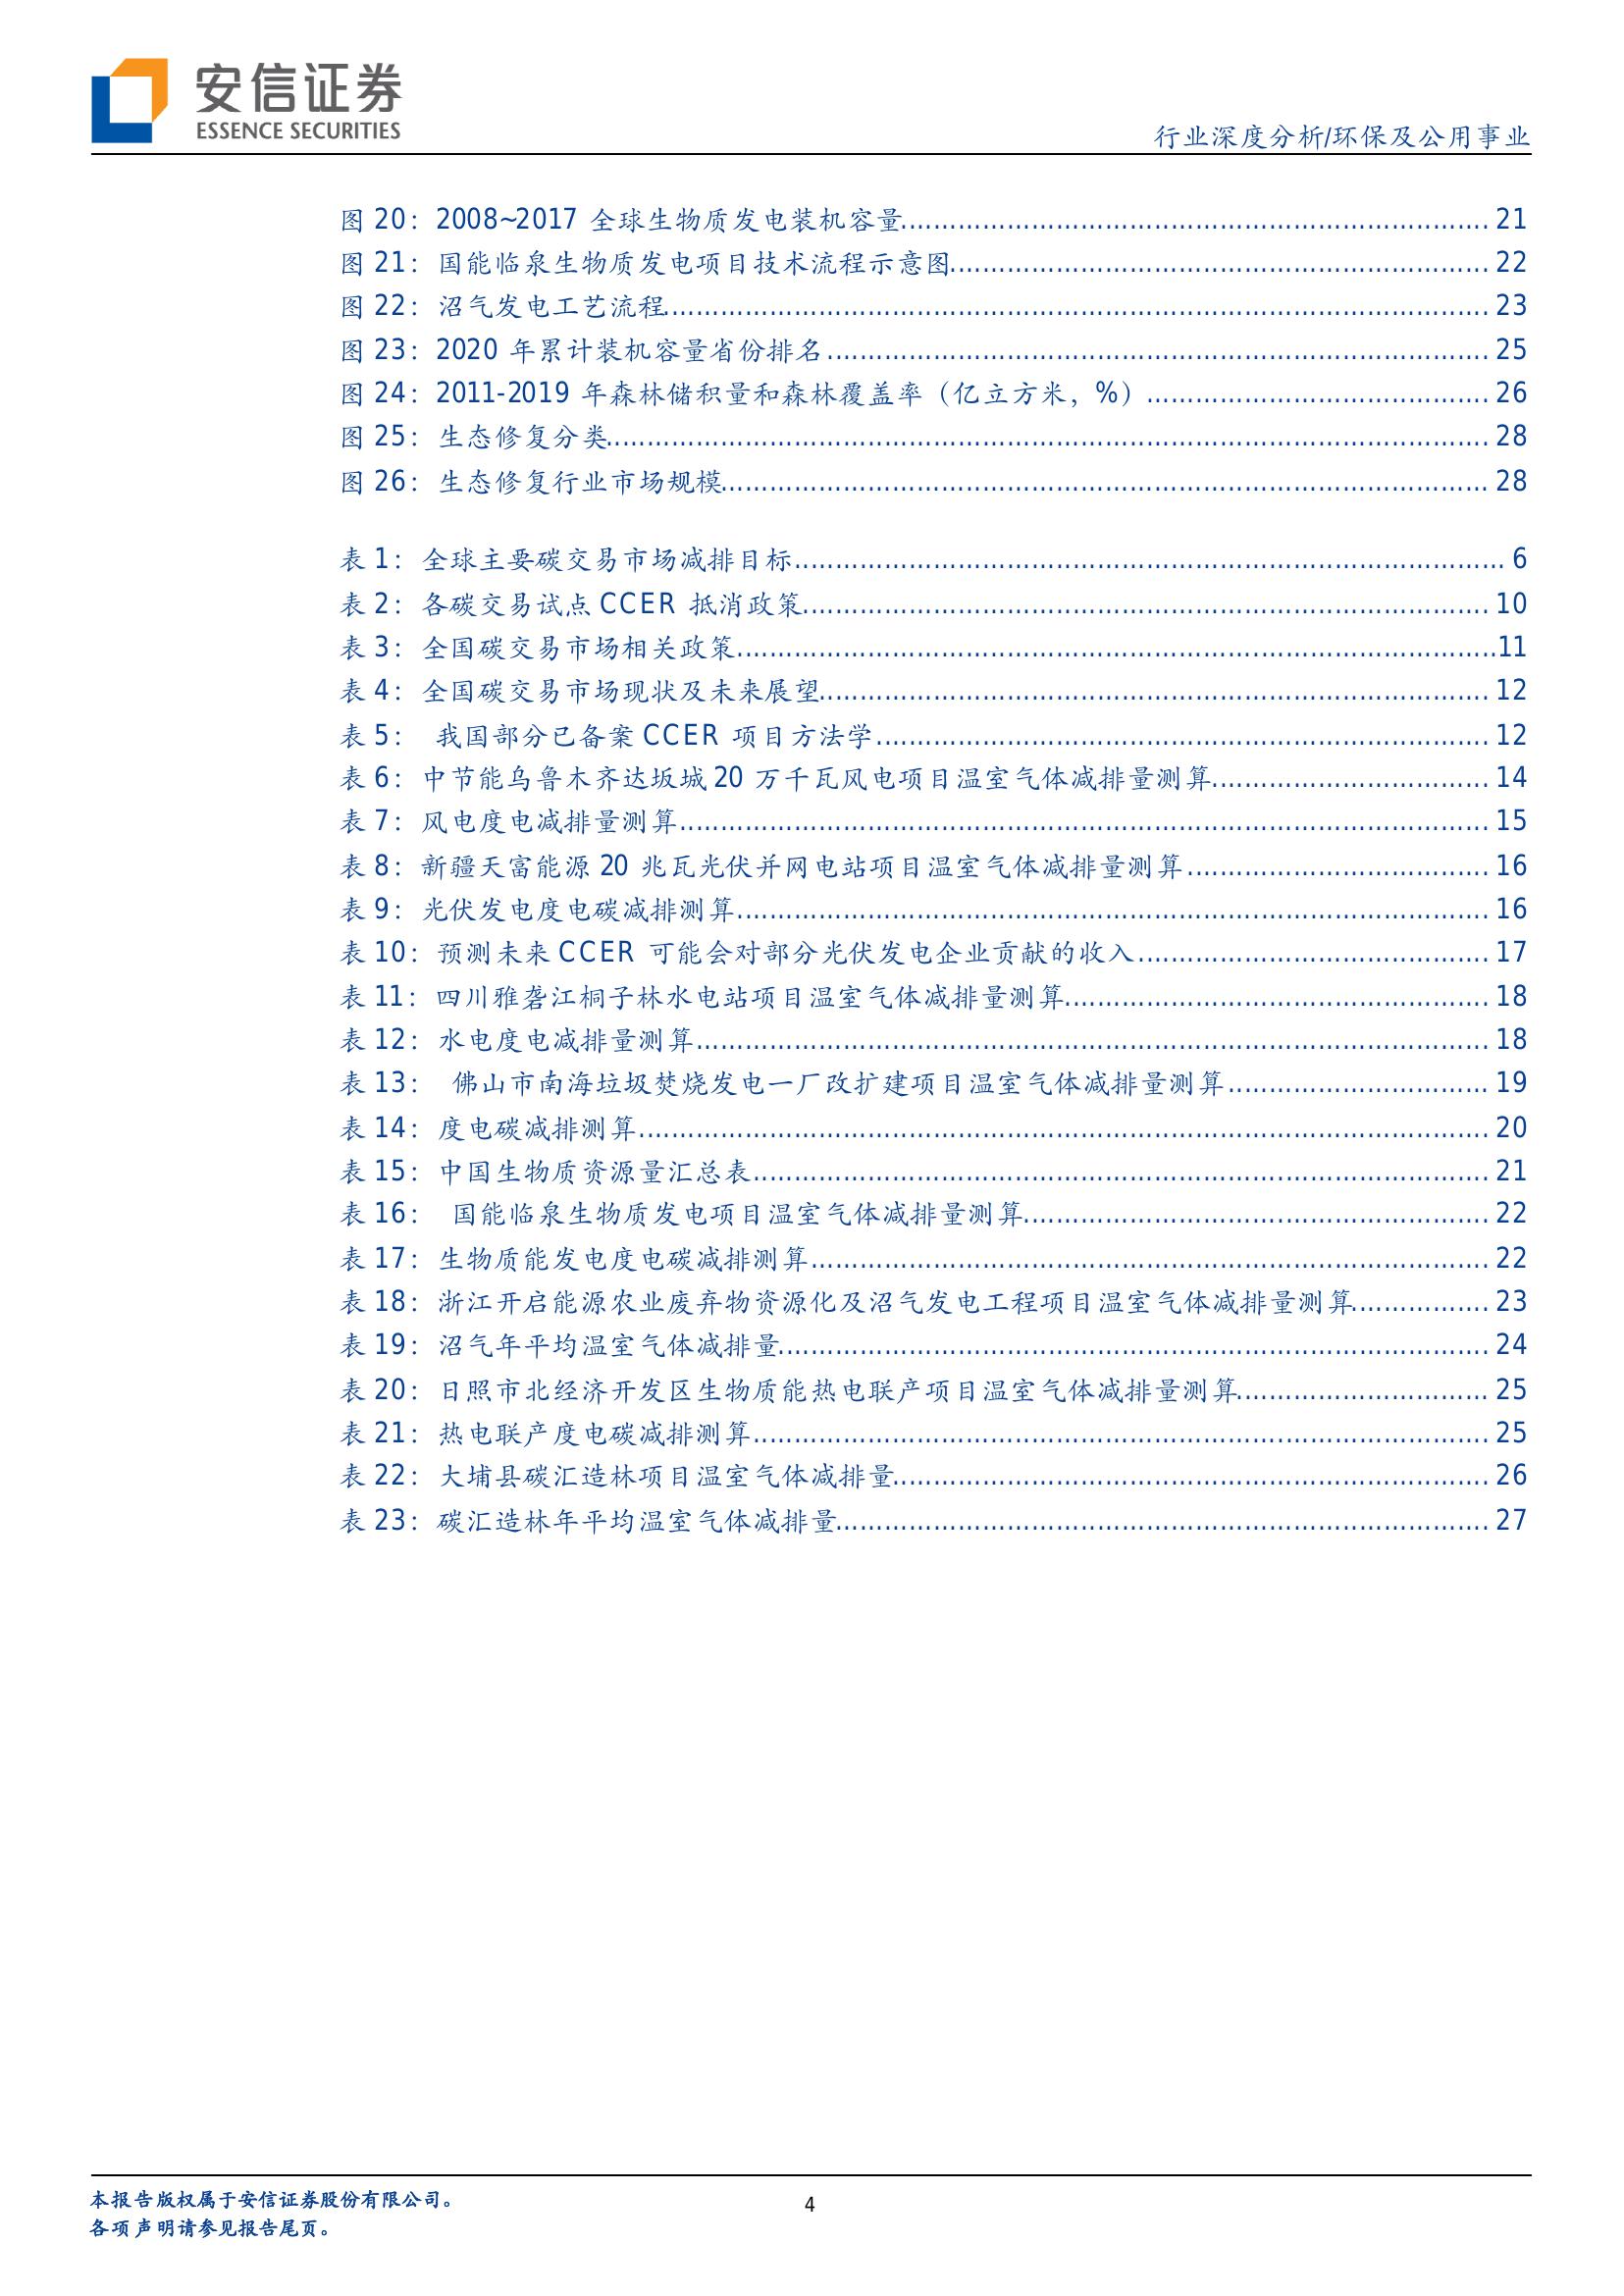 安信证券
ESSENCE SECURITIES
行业深度分析/环保及公用事业
图 20：2008~2017 全球生物质发电装机容量 21
图 21：国能临泉生物质发电项目技术流程示意图 22
图 22：沼气发电工艺流程 23
图 23：2020 年累计装机容量省份排名 25
图 24：2011-2019 年森林储积量和森林覆盖率（亿立方米，%） 26
图 25：生态修复分类 28
图 26：生态修复行业市场规模 28
表 1：全球主要碳交易市场减排目标 6
表 2：各碳交易试点 CCER 抵消政策 10
表 3：全国碳交易市场相关政策 11
表 4：全国碳交易市场现状及未来展望 12
表 5： 我国部分已备案 CCER 项目方法学 12
表 6：中节能乌鲁木齐达坂城 20 万千瓦风电项目温室气体减排量测算 14
表 7：风电度电减排量测算 15
表 8：新疆天富能源 20 兆瓦光伏并网电站项目温室气体减排量测算 16
表 9：光伏发电度电碳减排测算 16
表 10：预测未来 CCER 可能会对部分光伏发电企业贡献的收入 17
表 11：四川雅砻江桐子林水电站项目温室气体减排量测算 18
表 12：水电度电减排量测算 18
表 13： 佛山市南海垃圾焚烧发电一厂改扩建项目温室气体减排量测算 19
表 14：度电碳减排测算 20
表 15：中国生物质资源量汇总表 21
表 16： 国能临泉生物质发电项目温室气体减排量测算 22
表 17：生物质能发电度电碳减排测算 22
表 18：浙江开启能源农业废弃物资源化及沼气发电工程项目温室气体减排量测算 23
表 19：沼气年平均温室气体减排量 24
表 20：日照市北经济开发区生物质能热电联产项目温室气体减排量测算 25
表 21：热电联产度电碳减排测算 25
表 22：大埔县碳汇造林项目温室气体减排量 26
表 23：碳汇造林年平均温室气体减排量 27
本报告版权属于安信证券股份有限公司。
各项声明请参见报告尾页。
4